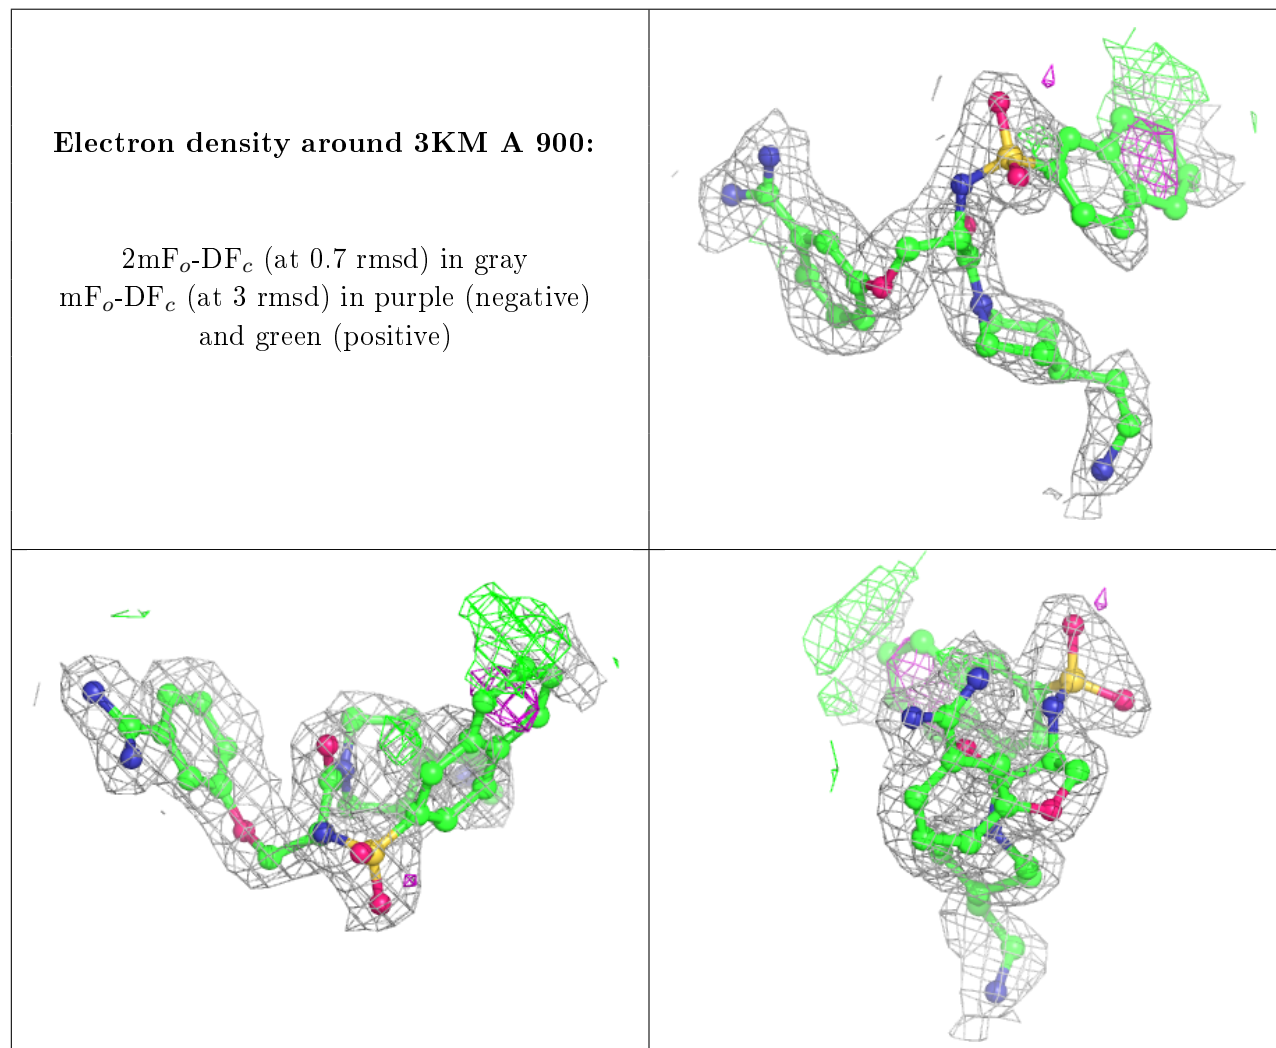 Electron density around 3KM A 900:
2mFo-DFc (at 0.7 rmsd) in gray
mFo-DFc (at 3 rmsd) in purple (negative)
and green (positive)